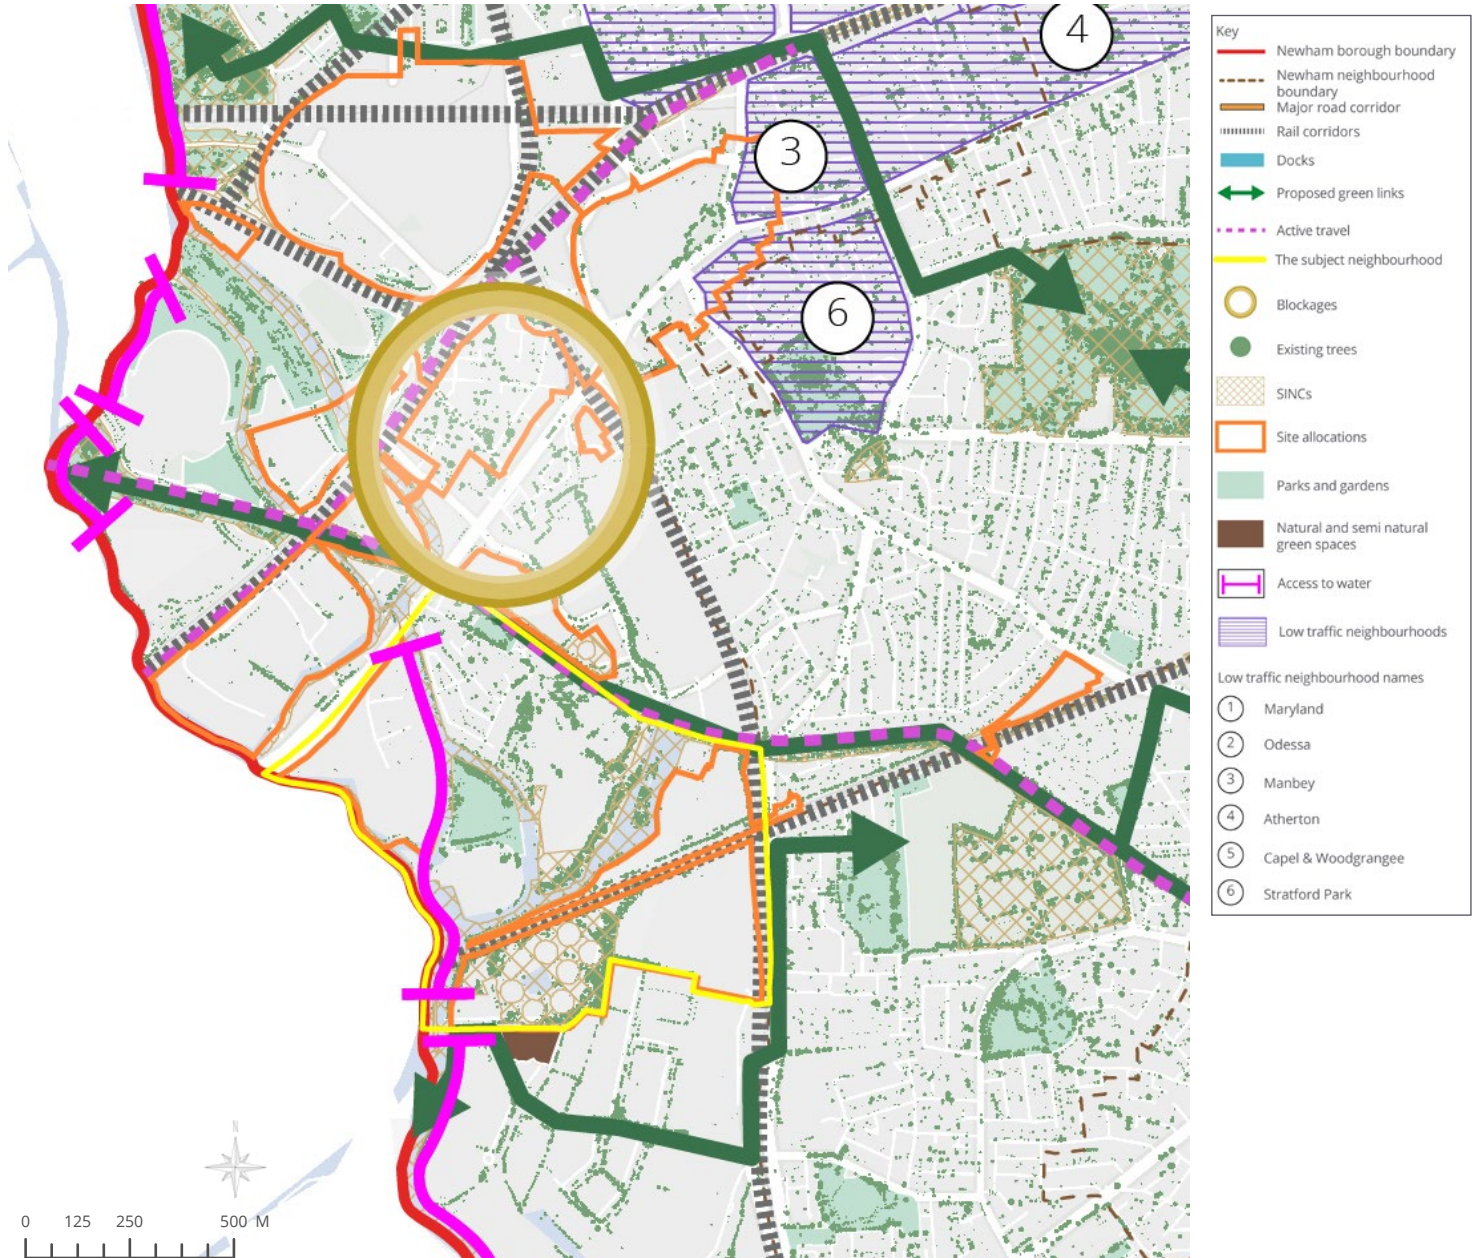 4
3
6
N
0 125 250 500 M
Key
Newham borough boundary
Newham neighbourhood
boundary
Major road corridor
Rail corridors
Docks
Proposed green links
Active travel
The subject neighbourhood
Blockages
Existing trees
SINCs
Site allocations
Parks and gardens
Natural and semi natural
green spaces
Access to water
Low traffic neighbourhoods
Low traffic neighbourhood names
1 Maryland
2 Odessa
3 Manbey
4 Atherton
5 Capel & Woodgrangee
6 Stratford Park